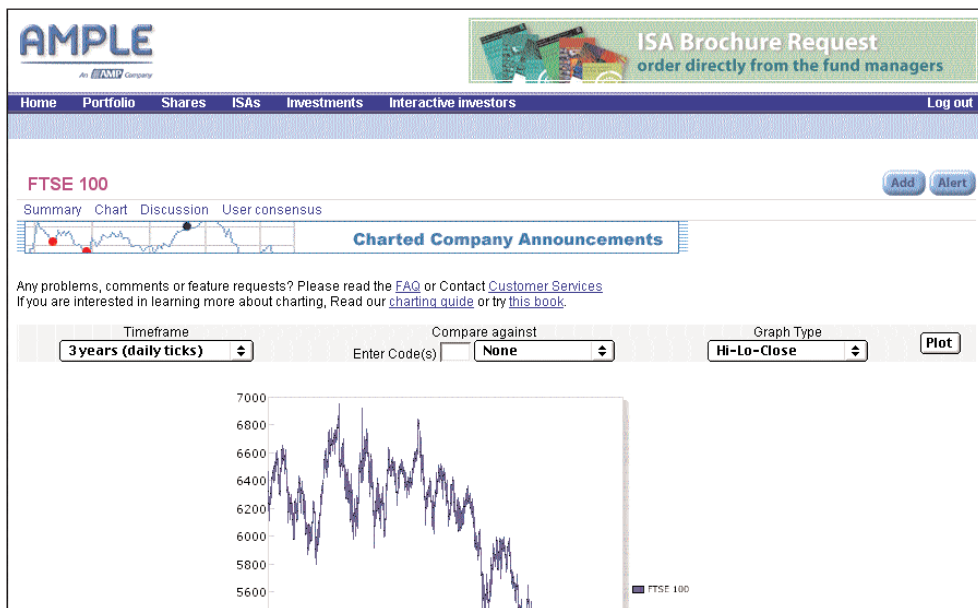 AMPLE
An AMP Company
ISA Brochure Request
order directly from the fund managers
Home Portfolio Shares ISAs Investments Interactive investors Log out
FTSE 100
Add Alert
Summary Chart Discussion User consensus
Charted Company Announcements
Any problems, comments or feature requests? Please read the FAQ or Contact Customer Services
If you are interested in learning more about charting, Read our charting guide or try this book.
Timeframe Compare against Graph Type
3 years (daily ticks) Enter Code(s) None Hi-Lo-Close Plot
7000
6800
6600
6400
6200
6000
5800
5600
FTSE 100